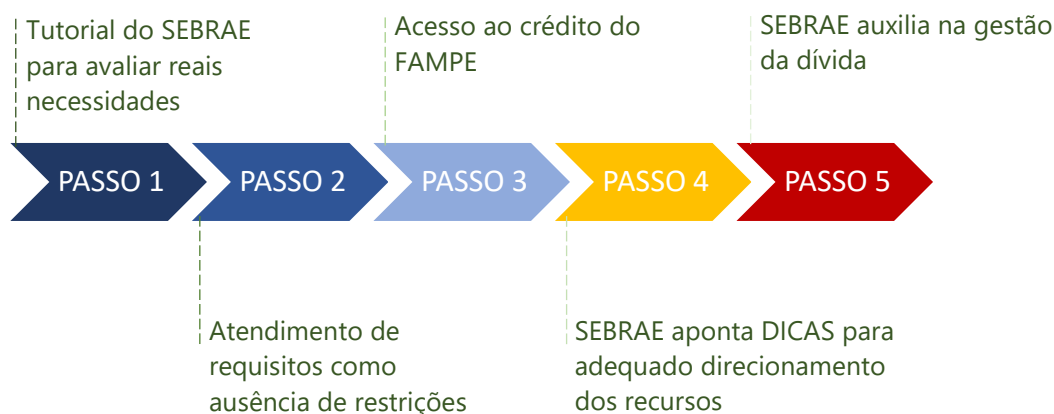 Tutorial do SEBRAE
para avaliar reais
necessidades
Acesso ao crédito do
FAMPE
SEBRAE auxilia na gestão
da dívida
PASSO 1
PASSO 2
PASSO 3
PASSO 4
PASSO 5
Atendimento de
requisitos como
ausência de restrições
SEBRAE aponta DICAS para
adequado direcionamento
dos recursos